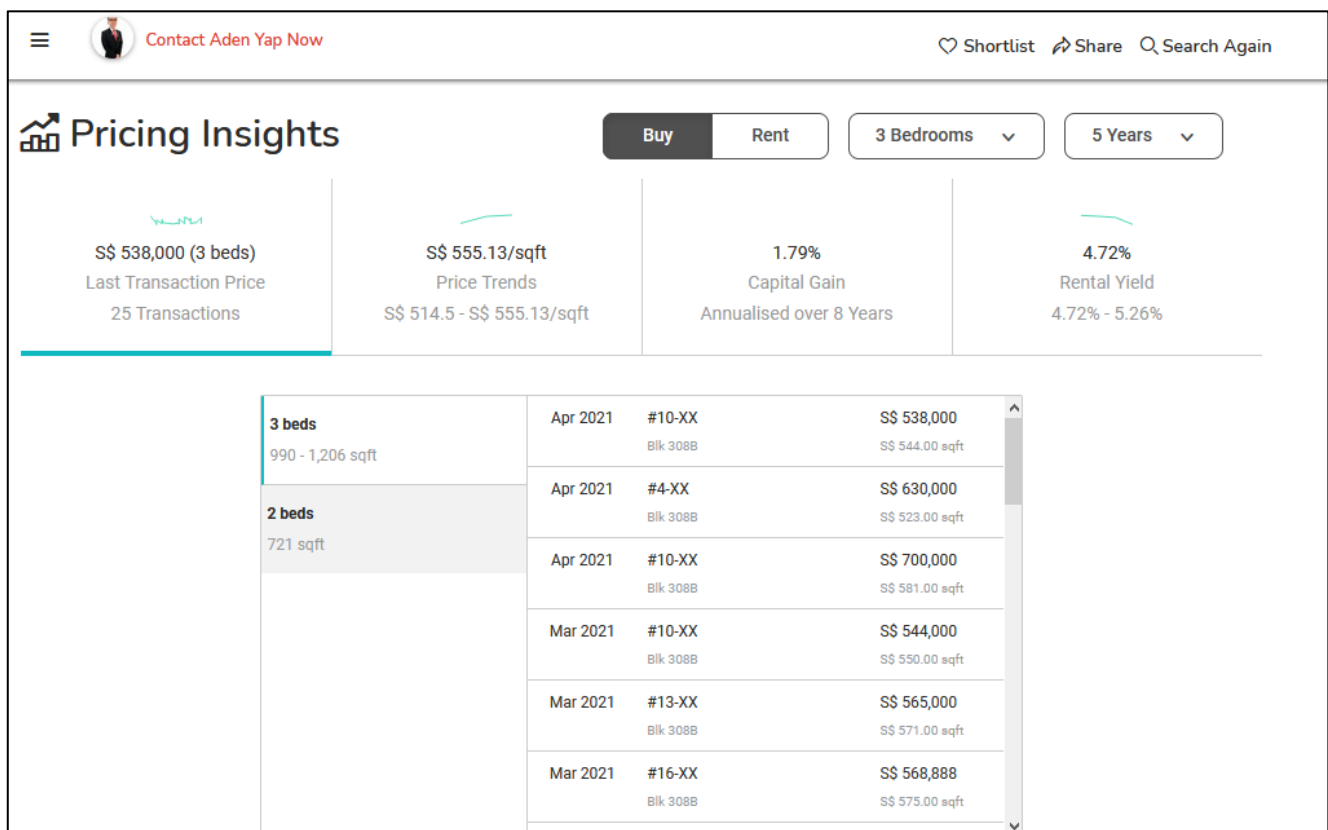 Contact Aden Yap Now
Shortlist Share Search Again
Pricing Insights
Buy Rent 3 Bedrooms 5 Years
S$ 538,000 (3 beds)
Last Transaction Price
25 Transactions
S$ 555.13/sqft
Price Trends
S$ 514.5 - S$ 555.13/sqft
1.79%
Capital Gain
Annualised over 8 Years
4.72%
Rental Yield
4.72% - 5.26%
3 beds
990 - 1,206 sqft
2 beds
721 sqft
Apr 2021 #10-XX S$ 538,000
Blk 308B S$ 544.00 sqft
Apr 2021 #4-XX S$ 630,000
Blk 308B S$ 523.00 sqft
Apr 2021 #10-XX S$ 700,000
Blk 308B S$ 581.00 sqft
Mar 2021 #10-XX S$ 544,000
Blk 308B S$ 550.00 sqft
Mar 2021 #13-XX S$ 565,000
Blk 308B S$ 571.00 sqft
Mar 2021 #16-XX S$ 568,888
Blk 308B S$ 575.00 sqft